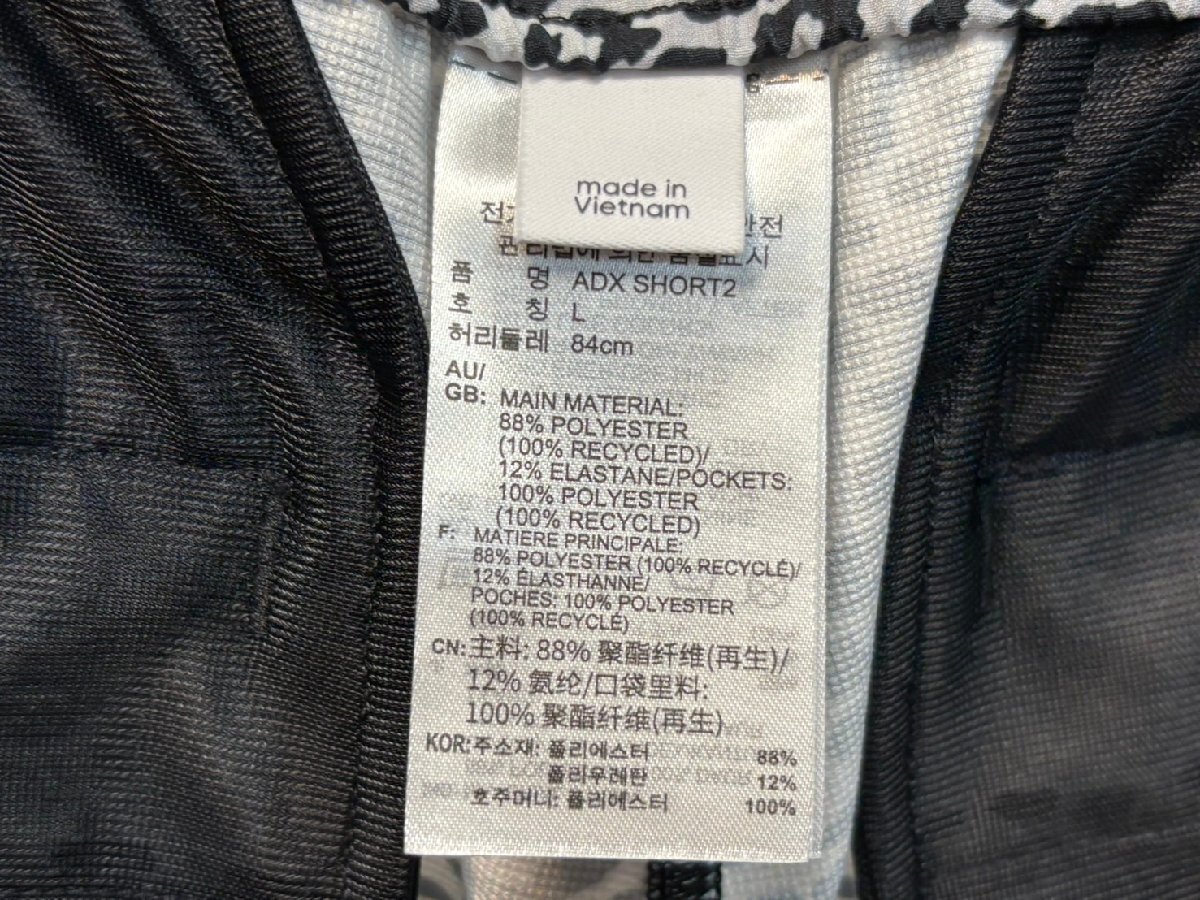 made in
Vietnam
안전
품 명 ADX SHORT2
호 칭 L
허리둘레 84cm
AU/
GB: MAIN MATERIAL:
88% POLYESTER
(100% RECYCLED)/
12% ELASTANE/POCKETS:
100% POLYESTER
(100% RECYCLED)
F: MATIÈRE PRINCIPALE:
88% POLYESTER (100% RECYCLÉ)/
12% ÉLASTHANNE/
POCHES: 100% POLYESTER
(100% RECYCLÉ)
CN: 主料: 88% 聚酯纤维(再生)/
12% 氨纶/口袋里料:
100% 聚酯纤维(再生)
KOR: 주소재: 폴리에스터 88%
폴리우레탄 12%
호주머니: 폴리에스터 100%